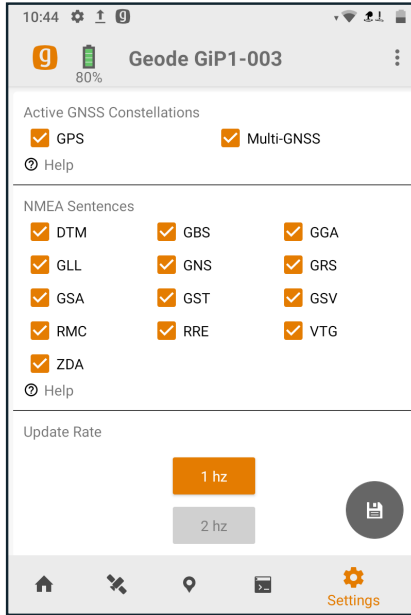 10:44
g Geode GiP1-003
80%
Active GNSS Constellations
GPS Multi-GNSS
Help
NMEA Sentences
DTM GBS GGA
GLL GNS GRS
GSA GST GSV
RMC RRE VTG
ZDA
Help
Update Rate
1 hz
2 hz
Settings